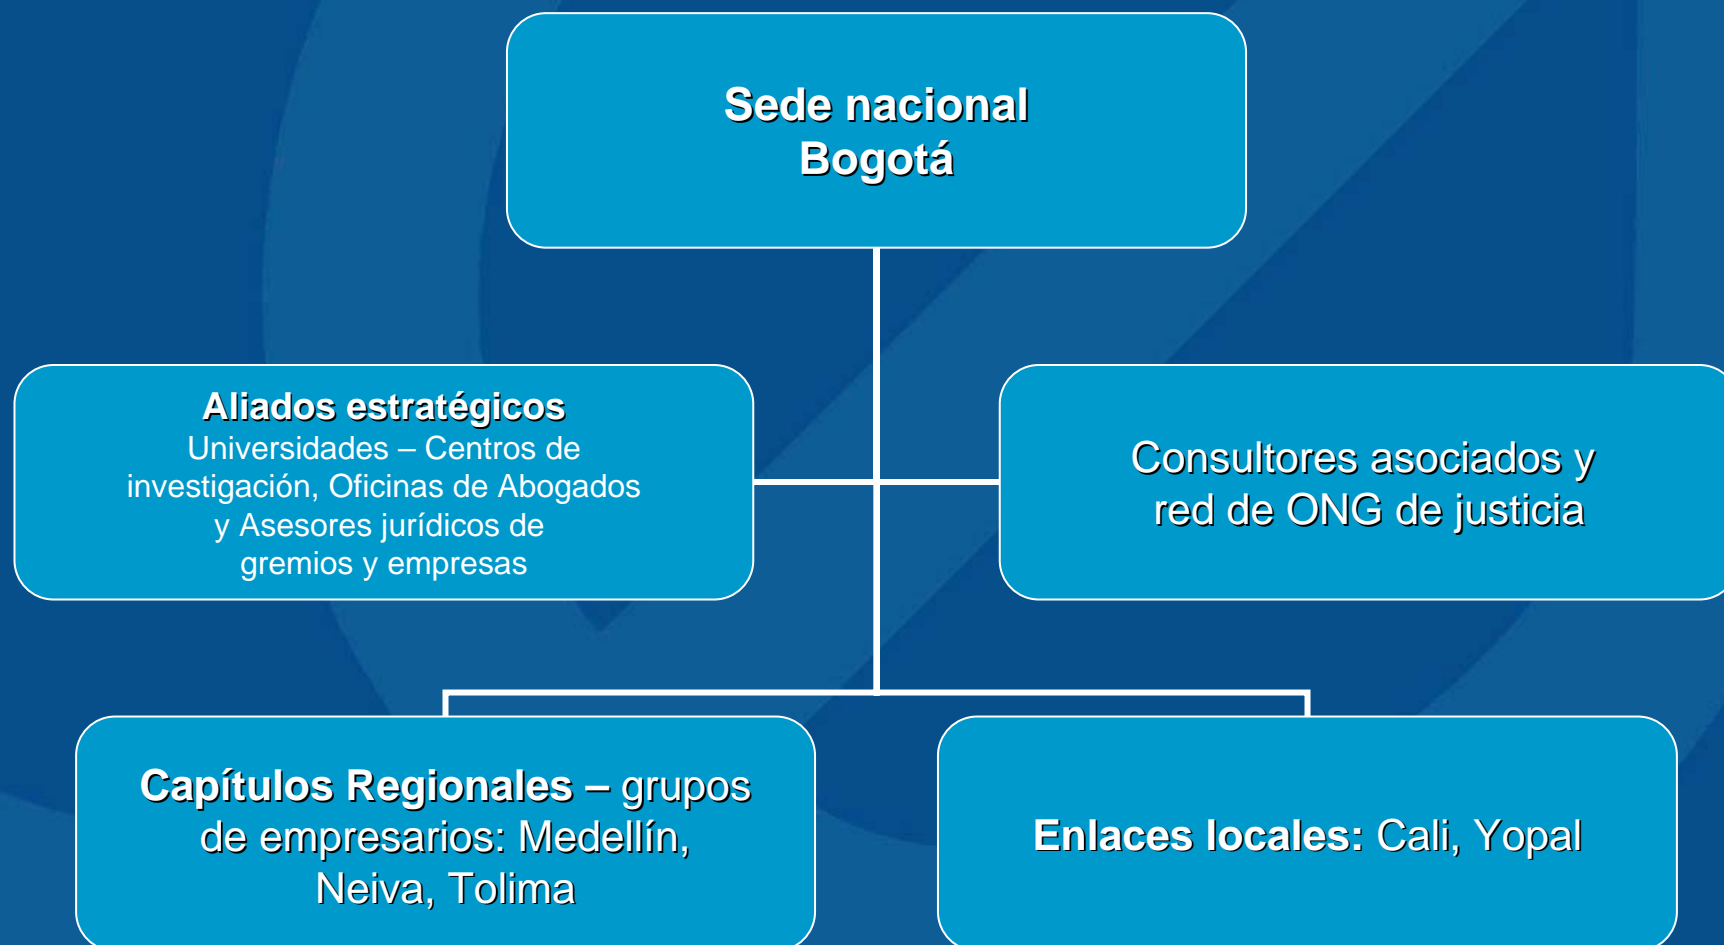 Sede nacional
Bogotá
Aliados estratégicos
Universidades – Centros de
investigación, Oficinas de Abogados
y Asesores jurídicos de
gremios y empresas
Consultores asociados y
red de ONG de justicia
Capítulos Regionales – grupos
de empresarios: Medellín,
Neiva, Tolima
Enlaces locales: Cali, Yopal